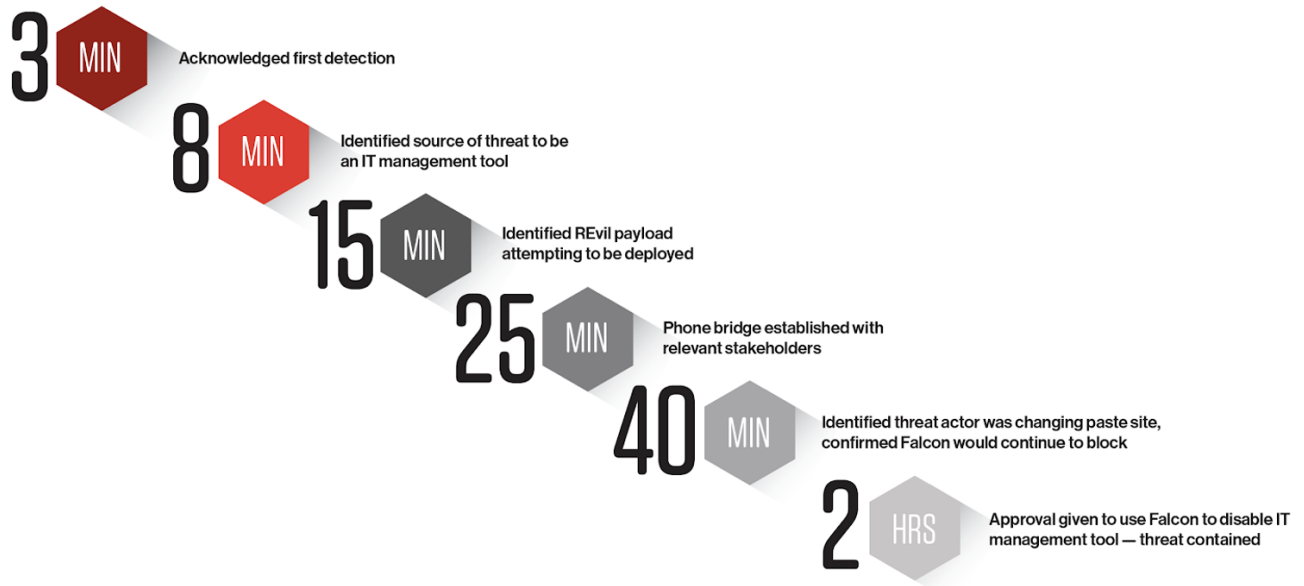 3 MIN
Acknowledged first detection
8 MIN
Identified source of threat to be
an IT management tool
15 MIN
Identified REvil payload
attempting to be deployed
25 MIN
Phone bridge established with
relevant stakeholders
40 MIN
Identified threat actor was changing paste site,
confirmed Falcon would continue to block
2 HRS
Approval given to use Falcon to disable IT
management tool — threat contained